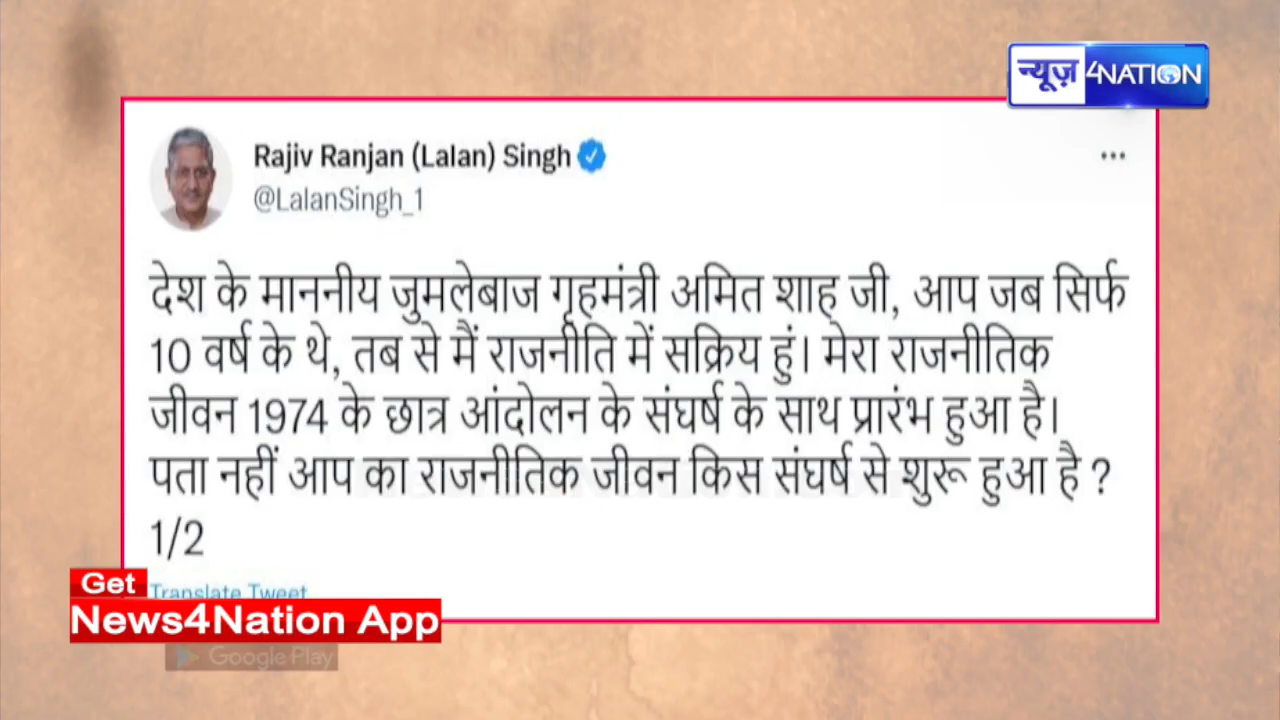 न्यूज़ 4NATION
Rajiv Ranjan (Lalan) Singh
@LalanSingh_1
देश के माननीय जुमलेबाज गृहमंत्री अमित शाह जी, आप जब सिर्फ
10 वर्ष के थे, तब से मैं राजनीति में सक्रिय हुं। मेरा राजनीतिक
जीवन 1974 के छात्र आंदोलन के संघर्ष के साथ प्रारंभ हुआ है।
पता नहीं आप का राजनीतिक जीवन किस संघर्ष से शुरू हुआ है ?
1/2
Translate Tweet
Get
News4Nation App
Google Play